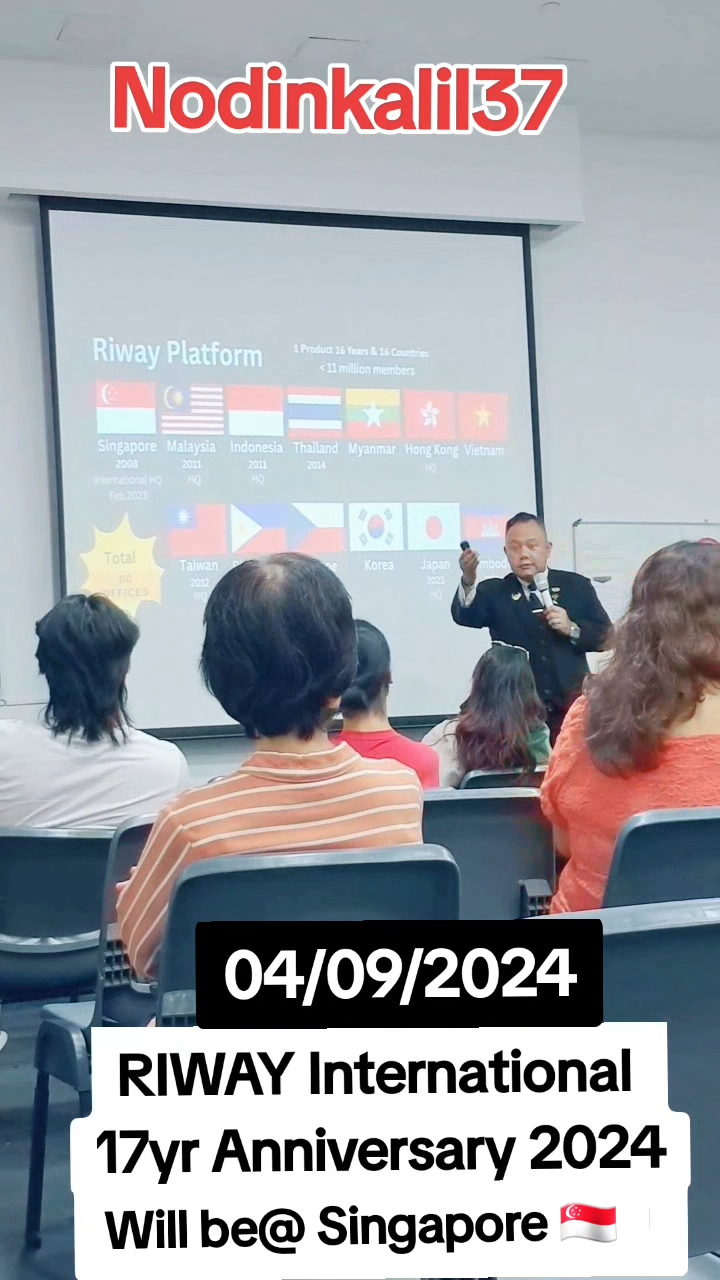 Nodinkalil37
Riway Platform
1 Product 16 Years & 16 Countries
< 11 million members
Singapore Malaysia Indonesia Thailand Myanmar Hong Kong Vietnam
2008 2011 2011 2014
International HQ HQ HQ HQ
Feb 2023
Total
60
OFFICES
Taiwan Korea Japan
2012 2023
HQ HQ
04/09/2024
RIWAY International
17yr Anniversary 2024
Will be@ Singapore 🇸🇬